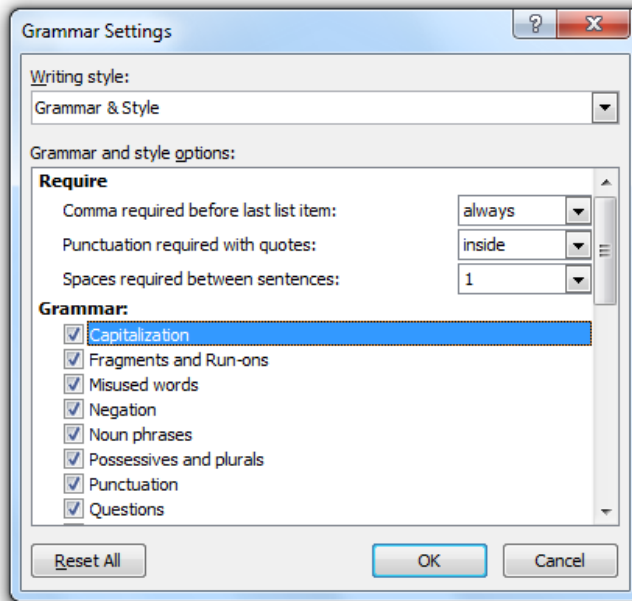 Grammar Settings
?
Writing style:
Grammar & Style
Grammar and style options:
Require
Comma required before last list item: always
Punctuation required with quotes: inside
Spaces required between sentences: 1
Grammar:
Capitalization
Fragments and Run-ons
Misused words
Negation
Noun phrases
Possessives and plurals
Punctuation
Questions
Reset All OK Cancel